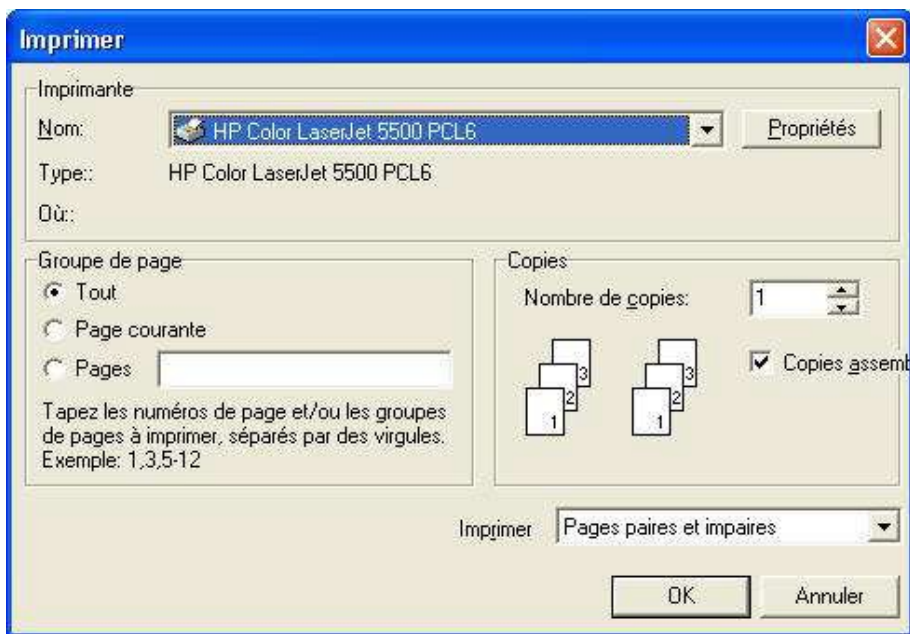 Imprimer
Imprimante
Nom:
HP Color LaserJet 5500 PCL6
Propriétés
Type::
HP Color LaserJet 5500 PCL6
Où::
Groupe de page
Tout
Page courante
Pages
Tapez les numéros de page et/ou les groupes
de pages à imprimer, séparés par des virgules.
Exemple: 1,3,5-12
Copies
Nombre de copies:
1
3
2
1
3
2
1
Copies assemb
Imprimer
Pages paires et impaires
OK
Annuler